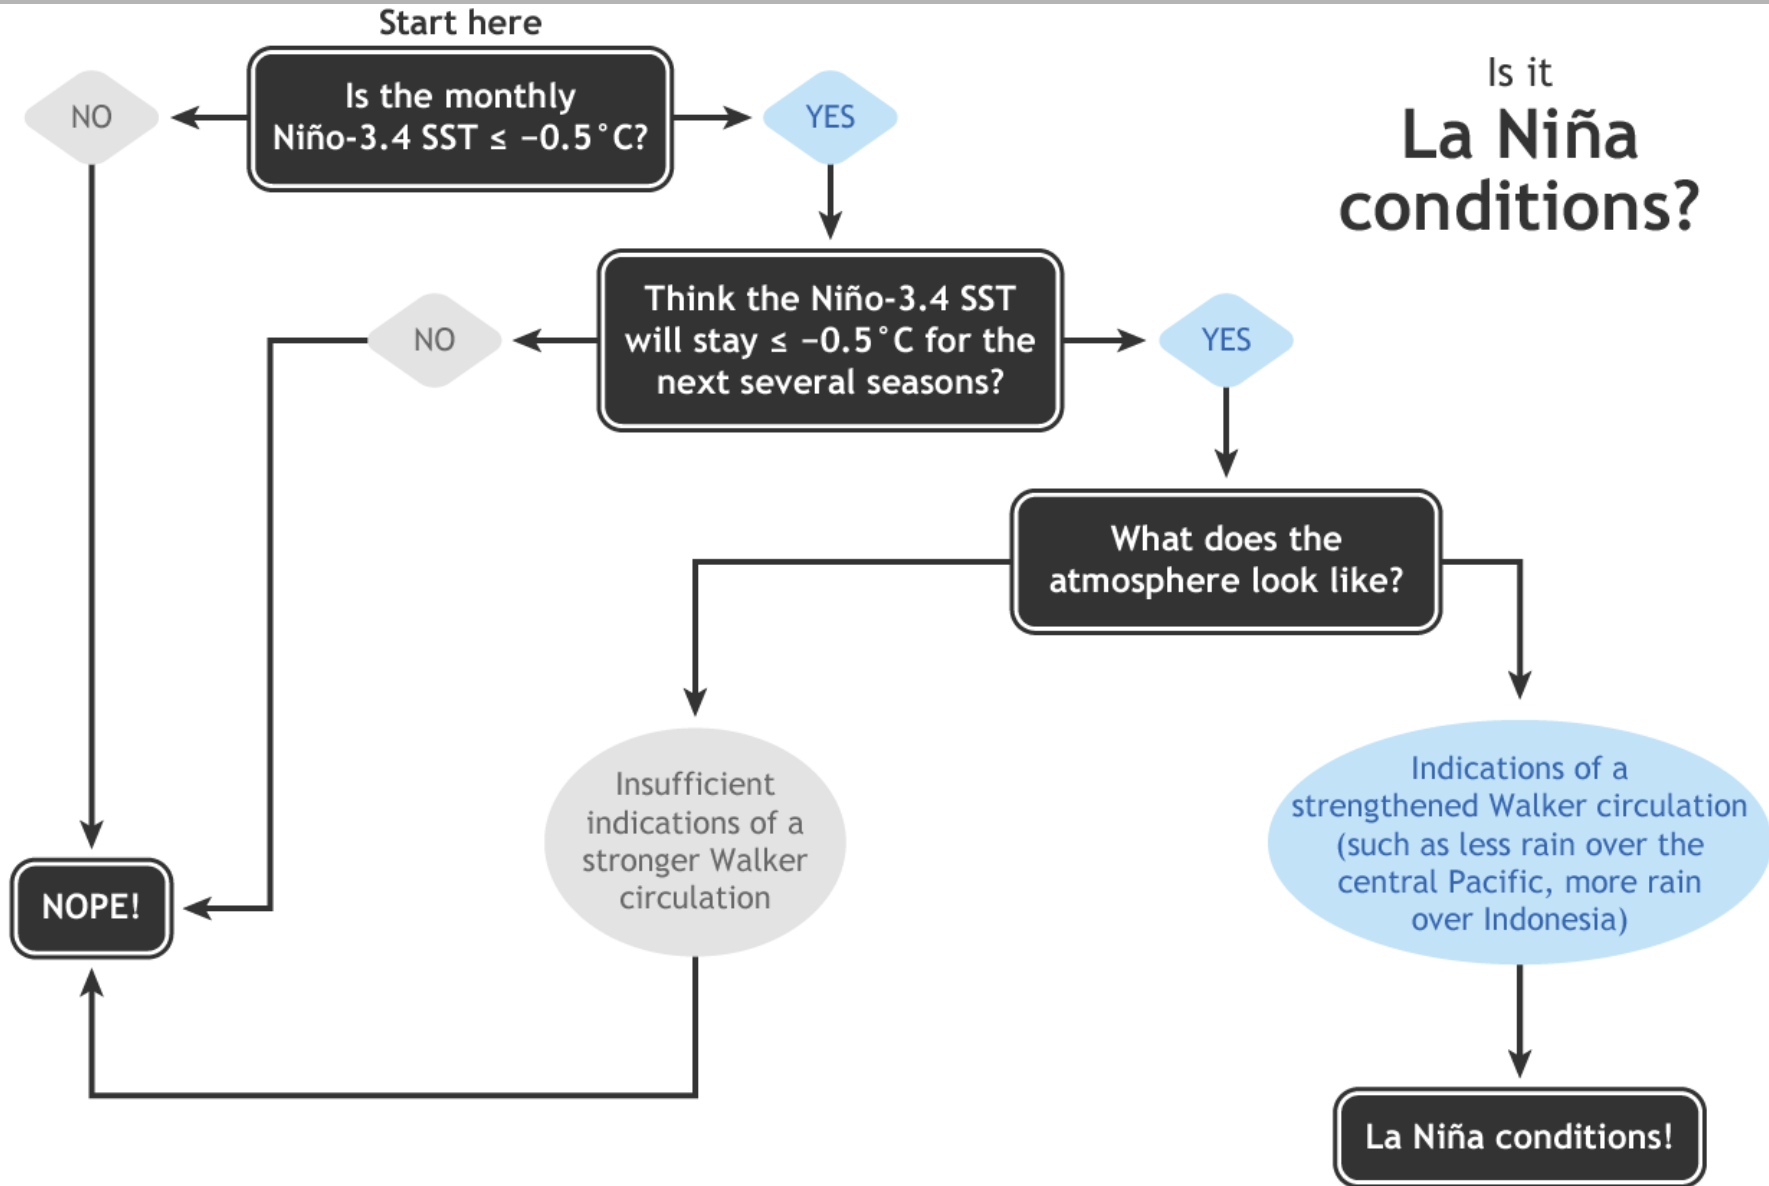 Start here
Is the monthly
Niño-3.4 SST ≤ −0.5°C?
NO
YES
Is it
La Niña
conditions?
Think the Niño-3.4 SST
will stay ≤ −0.5°C for the
next several seasons?
NO
YES
What does the
atmosphere look like?
Insufficient
indications of a
stronger Walker
circulation
Indications of a
strengthened Walker circulation
(such as less rain over the
central Pacific, more rain
over Indonesia)
NOPE!
La Niña conditions!